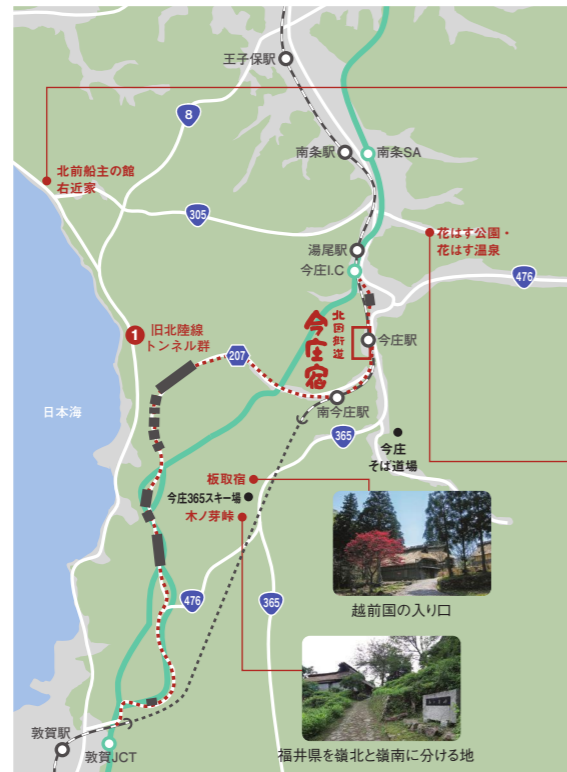 王子保駅
8
南条駅
南条SA
北前船主の館
右近家
305
花はす公園・
花はす温泉
湯尾駅
今庄I.C
476
1
旧北陸線
トンネル群
207
北国街道
今庄宿
今庄駅
日本海
南今庄駅
365
今庄
そば道場
板取宿
今庄365スキー場
木ノ芽峠
越前国の入り口
476
365
福井県を嶺北と嶺南に分ける地
敦賀駅
敦賀JCT